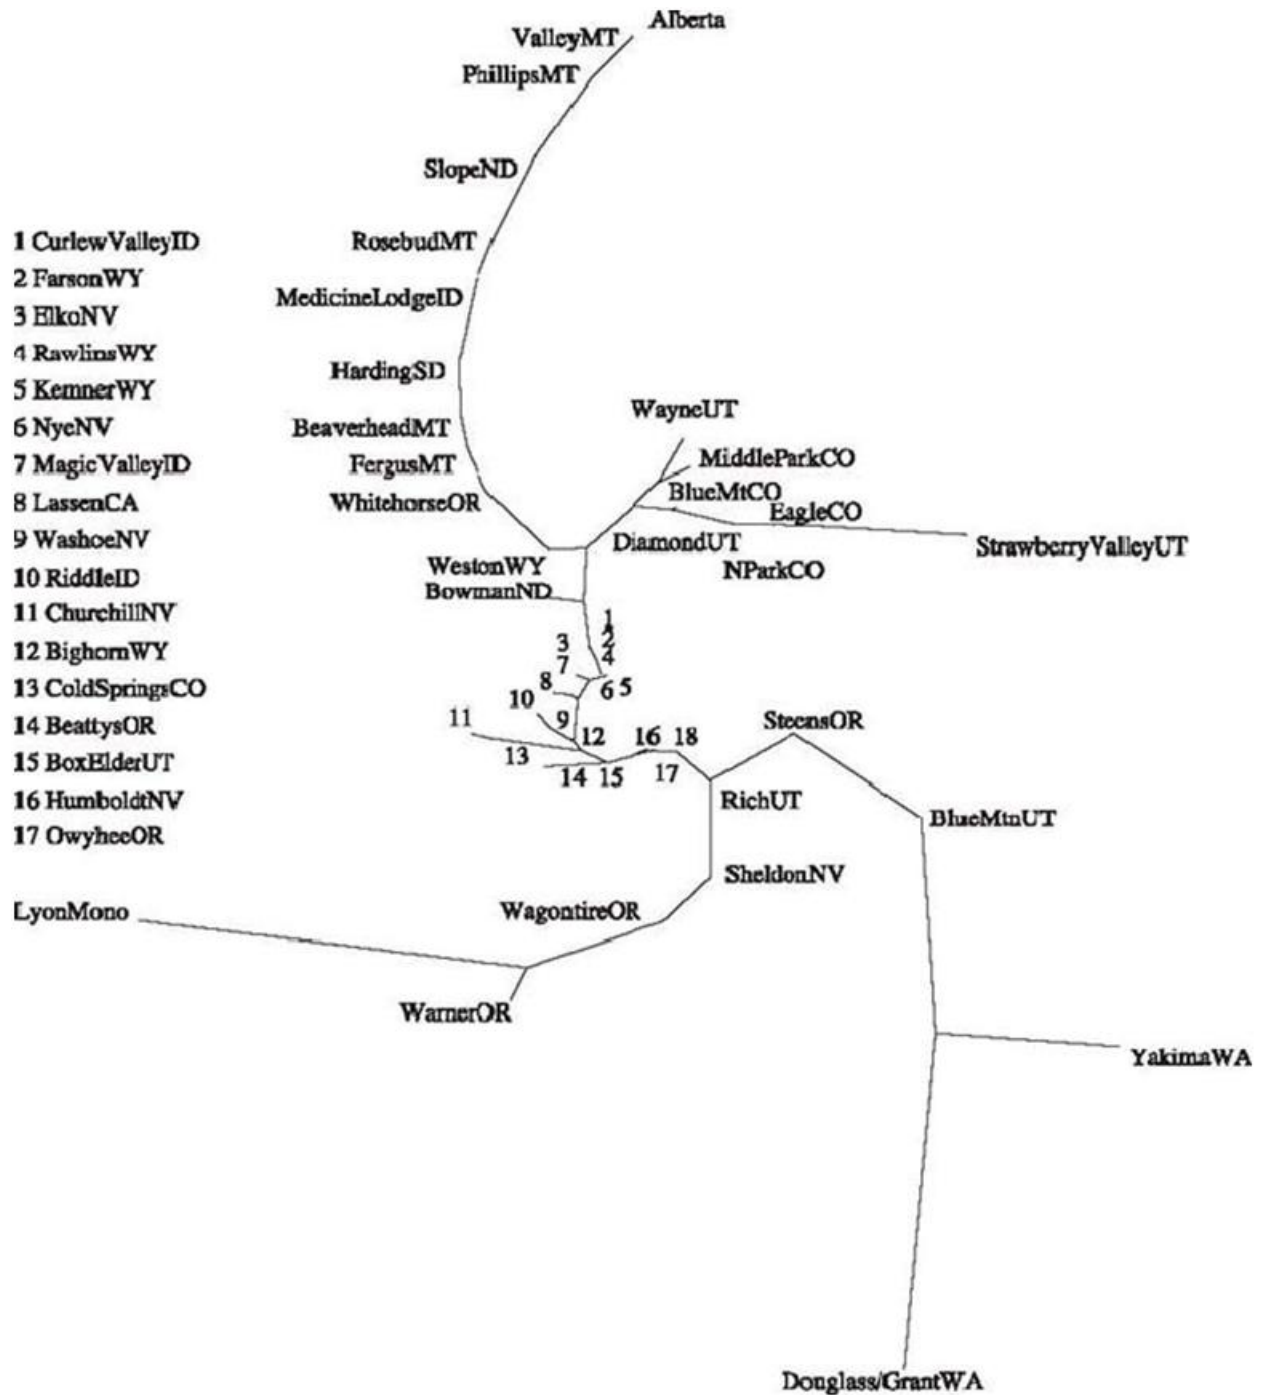 Alberta
ValleyMT
PhillipsMT
SlopeND
RosebudMT
MedicineLodgeID
HardingSD
BeaverheadMT
FergusMT
WhitehorseOR
1 CurlewValleyID
2 FarsonWY
3 ElkoNV
4 RawlinsWY
5 KemnerWY
6 NyeNV
7 MagicValleyID
8 LassenCA
9 WashoeNV
10 RiddleID
11 ChurchillNV
12 BighornWY
13 ColdSpringsCO
14 BeattysOR
15 BoxElderUT
16 HumboldtNV
17 OwyheeOR
WayneUT
MiddleParkCO
BlueMtCO
EagleCO
StrawberryValleyUT
DiamondUT
NParkCO
WestonWY
BowmanND
1
2
3
4
7
6 5
8
10
9
11
12
13
14 15
16 18
17
SteensOR
RichUT
BlueMtnUT
SheldonNV
WagontireOR
LyonMono
WarnerOR
YakimaWA
Douglass/GrantWA